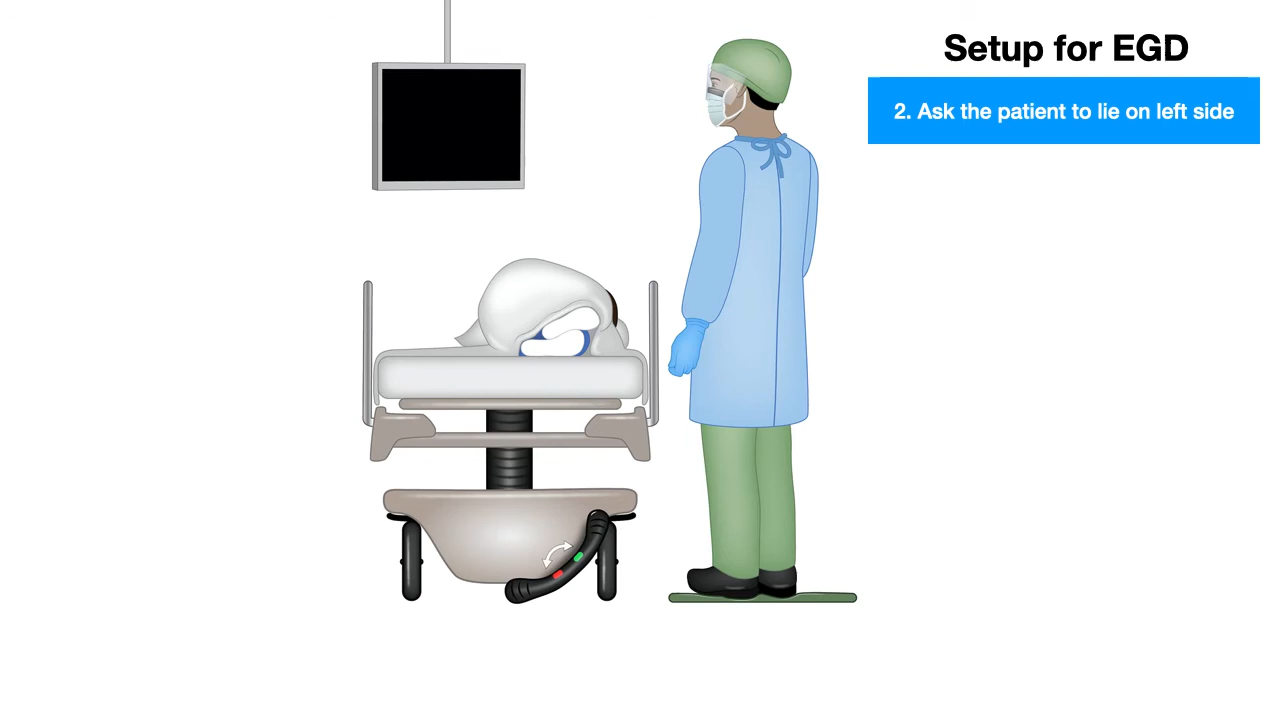 Setup for EGD
2. Ask the patient to lie on left side